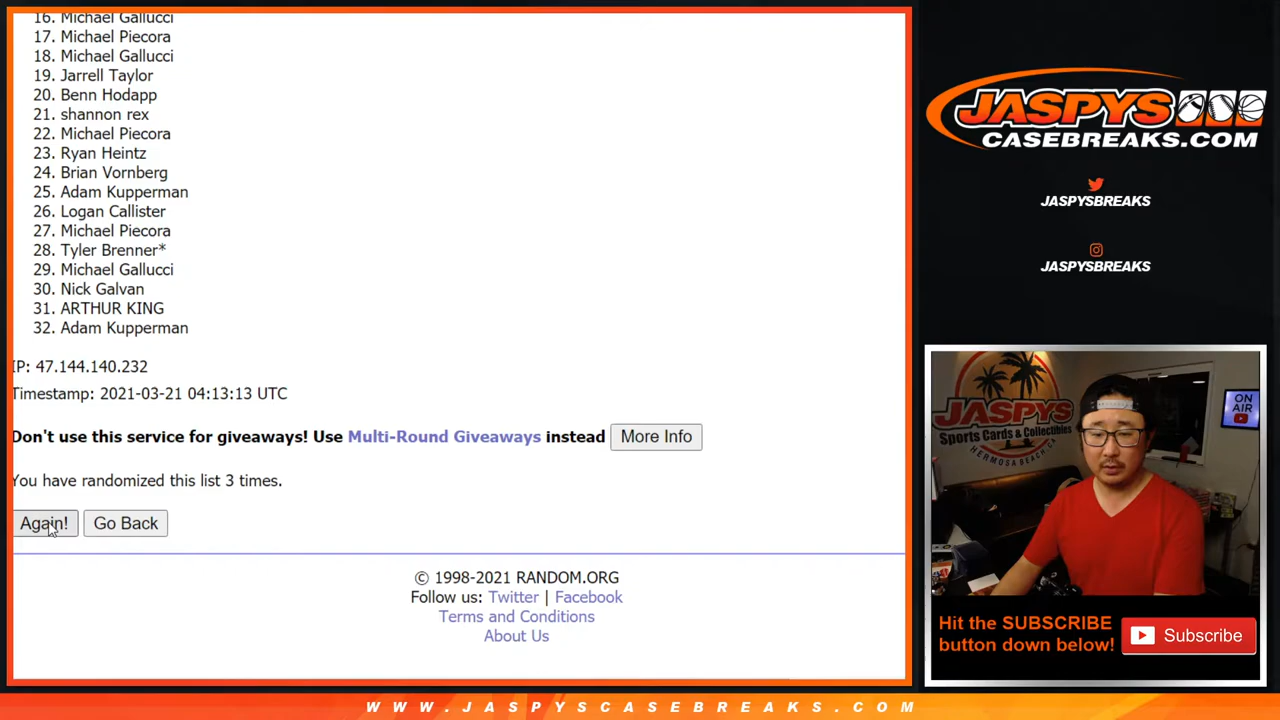 16. Michael Gallucci
17. Michael Piecora
18. Michael Gallucci
19. Jarrell Taylor
20. Benn Hodapp
21. shannon rex
22. Michael Piecora
23. Ryan Heintz
24. Brian Vornberg
25. Adam Kupperman
26. Logan Callister
27. Michael Piecora
28. Tyler Brenner*
29. Michael Gallucci
30. Nick Galvan
31. ARTHUR KING
32. Adam Kupperman
IP: 47.144.140.232
Timestamp: 2021-03-21 04:13:13 UTC
Don't use this service for giveaways! Use Multi-Round Giveaways instead More Info
You have randomized this list 3 times.
Again! Go Back
© 1998-2021 RANDOM.ORG
Follow us: Twitter | Facebook
Terms and Conditions
About Us
JASPYS
CASEBREAKS.COM
JASPYSBREAKS
JASPYSBREAKS
JASPYS
Sports Cards & Collectibles
HERMOSA BEACH, CA
ON
AIR
Hit the SUBSCRIBE
button down below!
Subscribe
WWW.JASPYSCASEBREAKS.COM